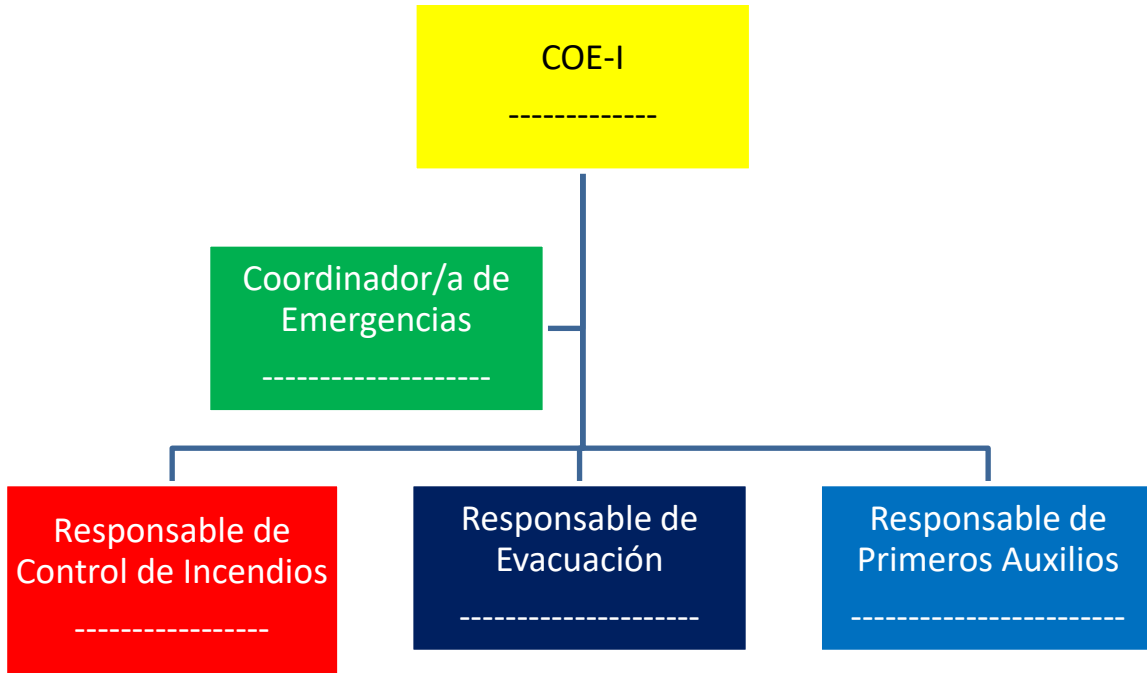 COE-I
-------------
Coordinador/a de
Emergencias
--------------------
Responsable de
Control de Incendios
-----------------
Responsable de
Evacuación
---------------------
Responsable de
Primeros Auxilios
------------------------